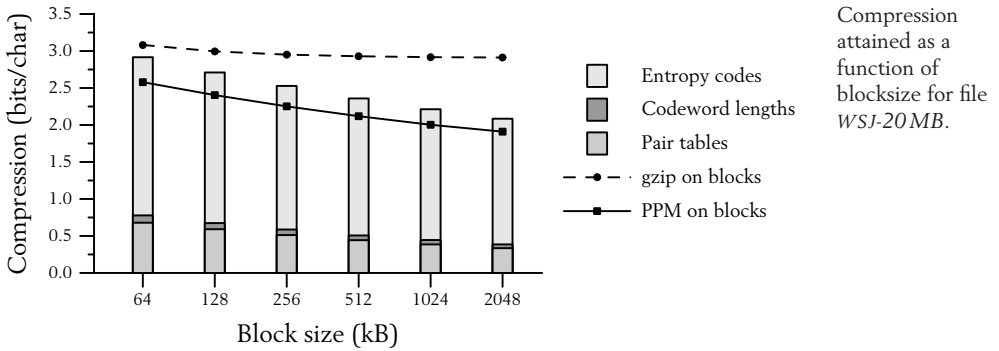 Compression (bits/char)
3.5
3.0
2.5
2.0
1.5
1.0
0.5
0.0
64 128 256 512 1024 2048
Block size (kB)
Entropy codes
Codeword lengths
Pair tables
gzip on blocks
PPM on blocks
Compression
attained as a
function of
blocksize for file
WSJ-20MB.